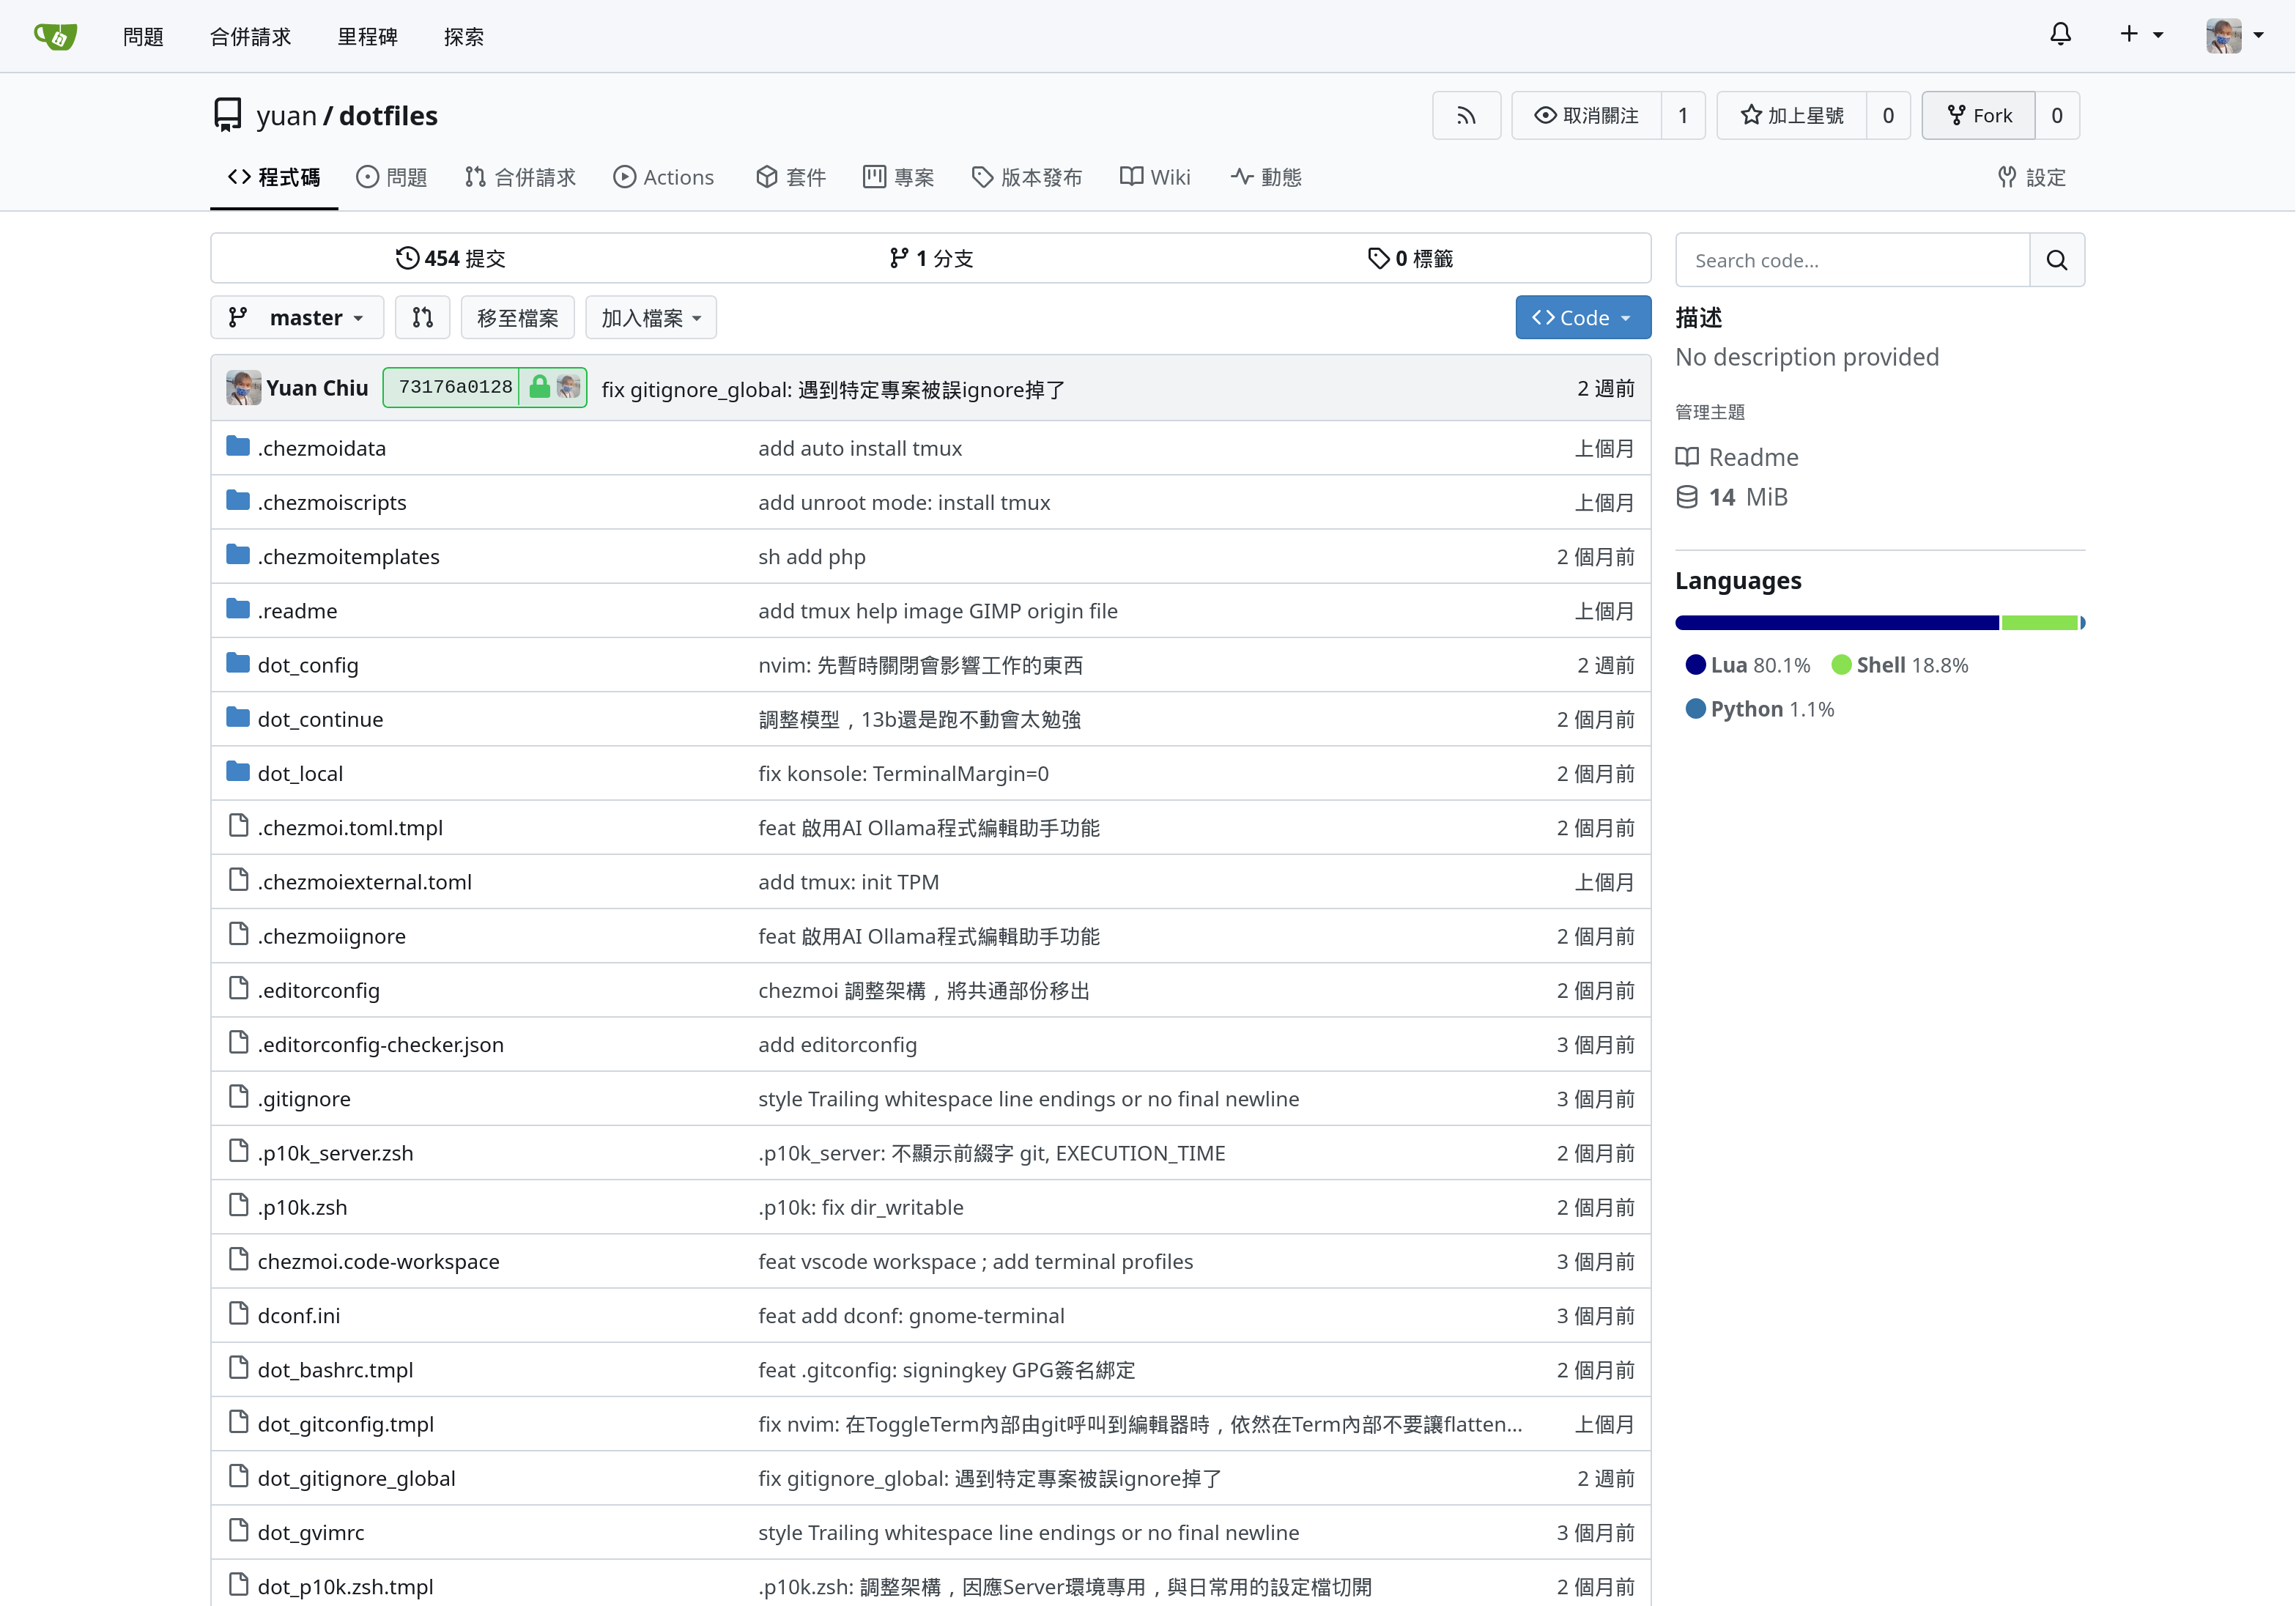 問題 合併請求 里程碑 探索
yuan / dotfiles
取消關注 1 加上星號 0 Fork 0
程式碼 問題 合併請求 Actions 套件 專案 版本發布 Wiki 動態 設定
454 提交 1 分支 0 標籤
Search code...
master 移至檔案 加入檔案 Code
描述
No description provided
管理主題
Readme
14 MiB
Languages
Lua 80.1% Shell 18.8%
Python 1.1%
Yuan Chiu 73176a0128 fix gitignore_global: 遇到特定專案被誤ignore掉了 2 週前
.chezmoidata add auto install tmux 上個月
.chezmoiscripts add unroot mode: install tmux 上個月
.chezmoitemplates sh add php 2 個月前
.readme add tmux help image GIMP origin file 上個月
dot_config nvim: 先暫時關閉會影響工作的東西 2 週前
dot_continue 調整模型，13b還是跑不動會太勉強 2 個月前
dot_local fix konsole: TerminalMargin=0 2 個月前
.chezmoi.toml.tmpl feat 啟用AI Ollama程式編輯助手功能 2 個月前
.chezmoiexternal.toml add tmux: init TPM 上個月
.chezmoiignore feat 啟用AI Ollama程式編輯助手功能 2 個月前
.editorconfig chezmoi 調整架構，將共通部份移出 2 個月前
.editorconfig-checker.json add editorconfig 3 個月前
.gitignore style Trailing whitespace line endings or no final newline 3 個月前
.p10k_server.zsh .p10k_server: 不顯示前綴字 git, EXECUTION_TIME 2 個月前
.p10k.zsh .p10k: fix dir_writable 2 個月前
chezmoi.code-workspace feat vscode workspace ; add terminal profiles 3 個月前
dconf.ini feat add dconf: gnome-terminal 3 個月前
dot_bashrc.tmpl feat .gitconfig: signingkey GPG簽名綁定 2 個月前
dot_gitconfig.tmpl fix nvim: 在ToggleTerm內部由git呼叫到編輯器時，依然在Term內部不要讓flatten... 上個月
dot_gitignore_global fix gitignore_global: 遇到特定專案被誤ignore掉了 2 週前
dot_gvimrc style Trailing whitespace line endings or no final newline 3 個月前
dot_p10k.zsh.tmpl .p10k.zsh: 調整架構，因應Server環境專用，與日常用的設定檔切開 2 個月前